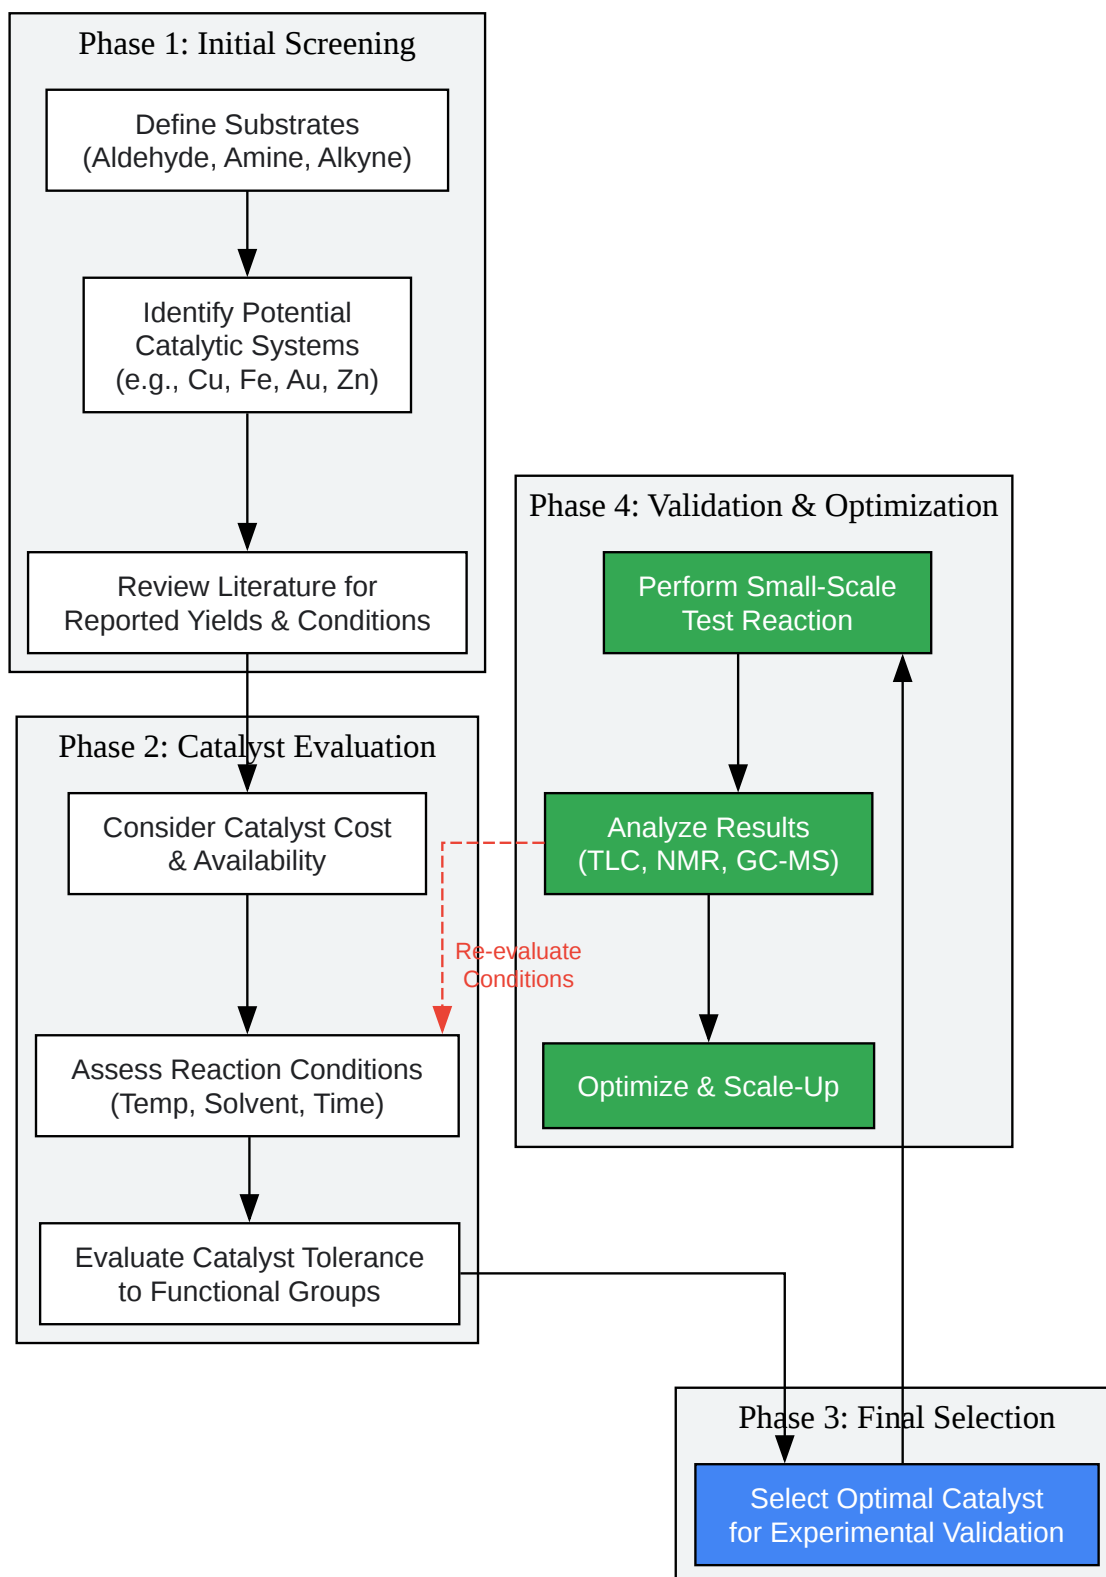 Phase 1: Initial Screening
Define Substrates
(Aldehyde, Amine, Alkyne)
Identify Potential
Catalytic Systems
(e.g., Cu, Fe, Au, Zn)
Review Literature for
Reported Yields & Conditions
Phase 2: Catalyst Evaluation
Consider Catalyst Cost
& Availability
Assess Reaction Conditions
(Temp, Solvent, Time)
Evaluate Catalyst Tolerance
to Functional Groups
Phase 3: Final Selection
Select Optimal Catalyst
for Experimental Validation
Phase 4: Validation & Optimization
Perform Small-Scale
Test Reaction
Analyze Results
(TLC, NMR, GC-MS)
Re-evaluate
Conditions
Optimize & Scale-Up